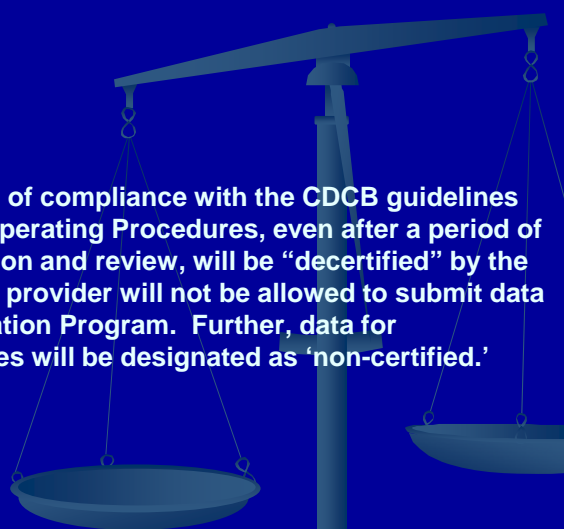 of compliance with the CDCB guidelines
perating Procedures, even after a period of
on and review, will be “decertified” by the
provider will not be allowed to submit data
ation Program.  Further, data for
es will be designated as ‘non-certified.’